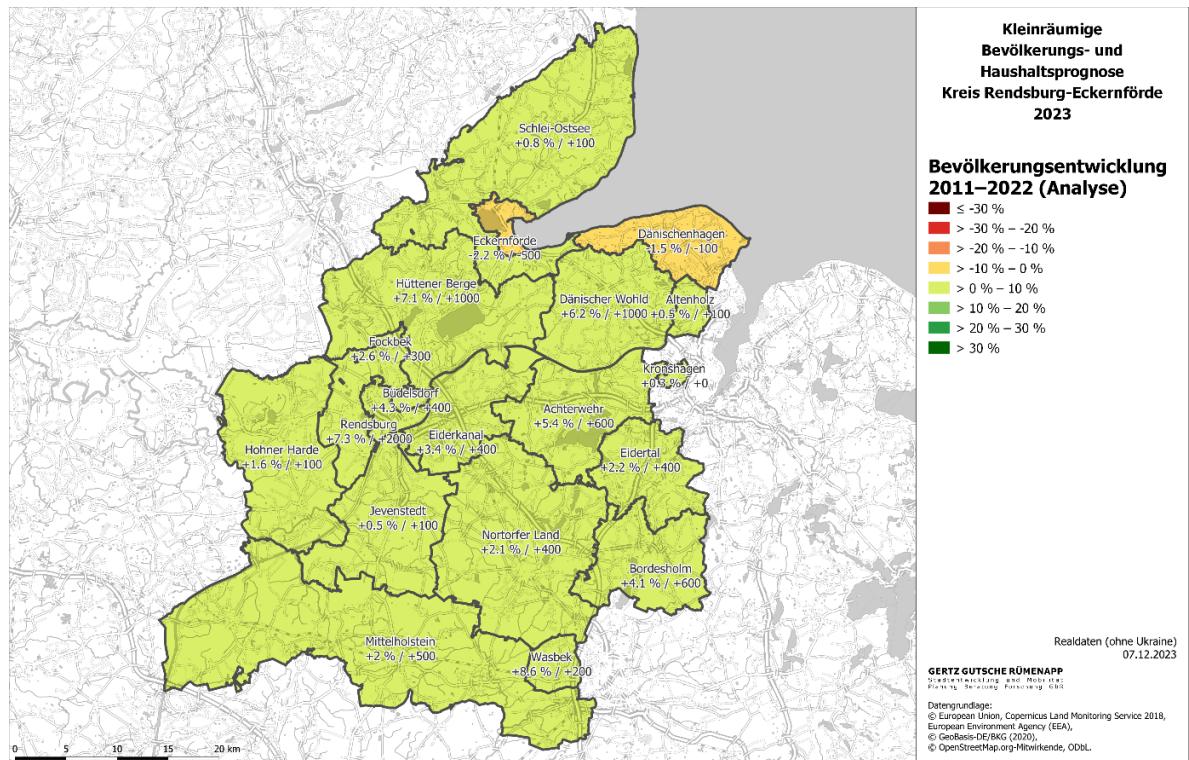 Kleinräumige
Bevölkerungs- und
Haushaltsprognose
Kreis Rendsburg-Eckernförde
2023
Bevölkerungsentwicklung
2011–2022 (Analyse)
≤ -30 %
> -30 % – -20 %
> -20 % – -10 %
> -10 % – 0 %
> 0 % – 10 %
> 10 % – 20 %
> 20 % – 30 %
> 30 %
Schlei-Ostsee
+0.8 % / +100
Eckernförde
-2.2 % / -500
Dänischenhagen
-1.5 % / -100
Hüttener Berge
+7.1 % / +1000
Dänischer Wohld
+6.2 % / +1000
Altenholz
+0.5 % / +100
Fockbek
+2.6 % / +300
Kronshagen
+0.3 % / +0
Büdelsdorf
+4.3 % / +400
Achterwehr
+5.4 % / +600
Rendsburg
+7.3 % / +2000
Eiderkanal
+3.4 % / +400
Hohner Harde
+1.6 % / +100
Eidertal
+2.2 % / +400
Jevenstedt
+0.5 % / +100
Nortorfer Land
+2.1 % / +400
Bordesholm
+4.1 % / +600
Mittelholstein
+2 % / +500
Wasbek
+8.6 % / +200
0 5 10 15 20 km
Realdaten (ohne Ukraine)
07.12.2023
GERTZ GUTSCHE RÜMENAPP
Stadtentwicklung und Mobilität
Planung Beratung Forschung GbR
Datengrundlage:
© European Union, Copernicus Land Monitoring Service 2018,
European Environment Agency (EEA),
© GeoBasis-DE/BKG (2020),
© OpenStreetMap.org-Mitwirkende, ODbL.